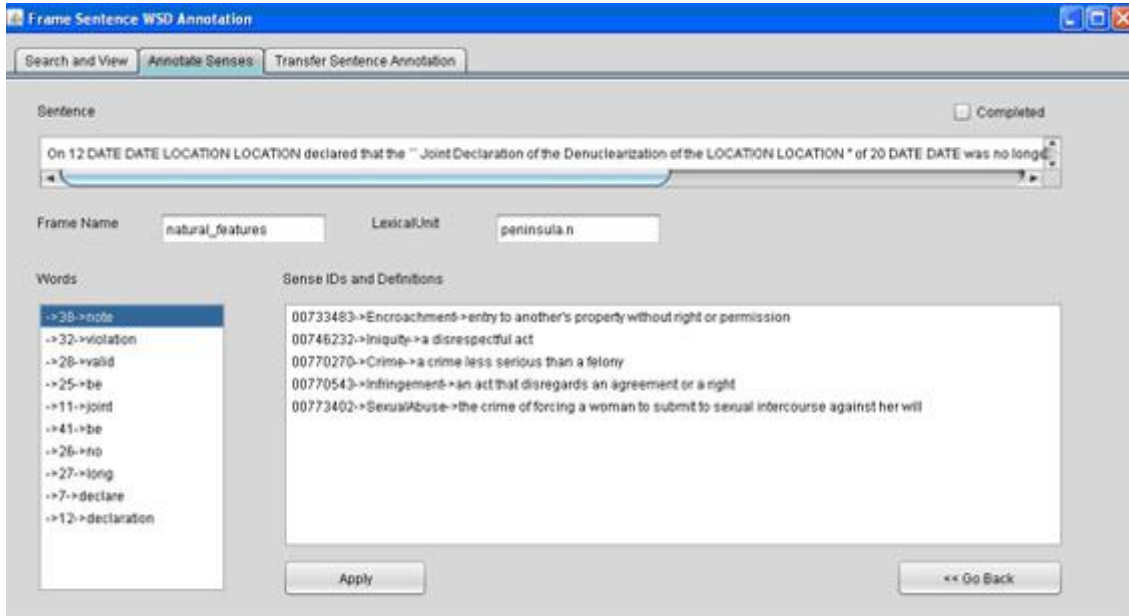 Frame Sentence WSD Annotation
Search and View Annotate Senses Transfer Sentence Annotation
Sentence Completed
On 12 DATE DATE LOCATION LOCATION declared that the `` Joint Declaration of the Denuclearization of the LOCATION LOCATION " of 20 DATE DATE was no longe
Frame Name natural_features LexicalUnit peninsula.n
Words Sense IDs and Definitions
->38->note
->32->violation
->28->valid
->25->be
->11->joint
->41->be
->26->no
->27->long
->7->declare
->12->declaration
00733483->Encroachment->entry to another's property without right or permission
00746232->Iniquity->a disrespectful act
00770270->Crime->a crime less serious than a felony
00770543->Infringement->an act that disregards an agreement or a right
00773402->SexualAbuse->the crime of forcing a woman to submit to sexual intercourse against her will
Apply << Go Back